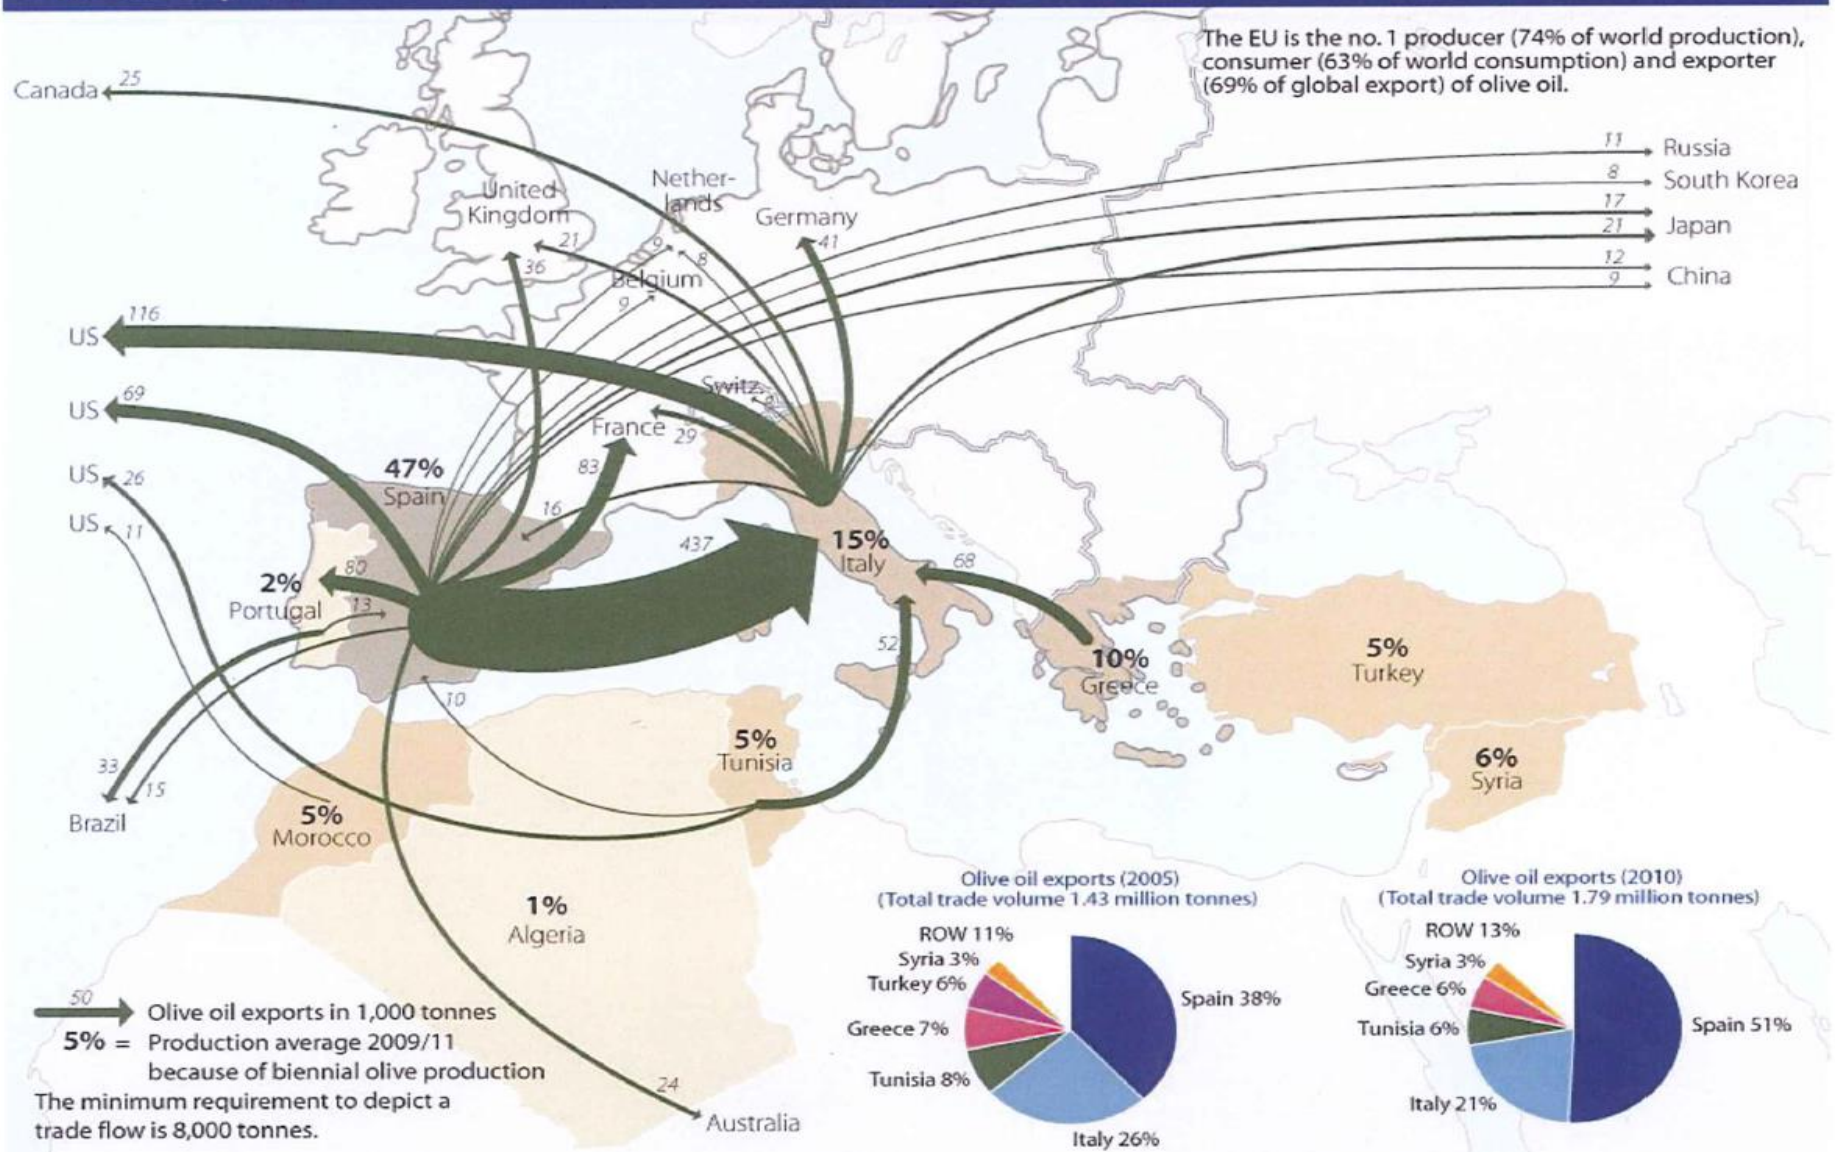 The EU is the no. 1 producer (74% of world production),
consumer (63% of world consumption) and exporter
(69% of global export) of olive oil.
Canada
25
11
Russia
8
South Korea
17
21
Japan
12
9
China
United
Kingdom
21
36
Nether-
lands
9
8
Belgium
9
Germany
41
US
116
US
69
US
26
US
11
Switz.
France
29
83
16
47%
Spain
437
15%
Italy
68
52
2%
Portugal
80
13
10%
Greece
5%
Turkey
6%
Syria
10
5%
Tunisia
33
15
Brazil
5%
Morocco
1%
Algeria
24
Australia
50
Olive oil exports in 1,000 tonnes
5% = Production average 2009/11
because of biennial olive production
The minimum requirement to depict a
trade flow is 8,000 tonnes.
Olive oil exports (2005)
(Total trade volume 1.43 million tonnes)
ROW 11%
Syria 3%
Turkey 6%
Greece 7%
Tunisia 8%
Italy 26%
Spain 38%
Olive oil exports (2010)
(Total trade volume 1.79 million tonnes)
ROW 13%
Syria 3%
Greece 6%
Tunisia 6%
Italy 21%
Spain 51%